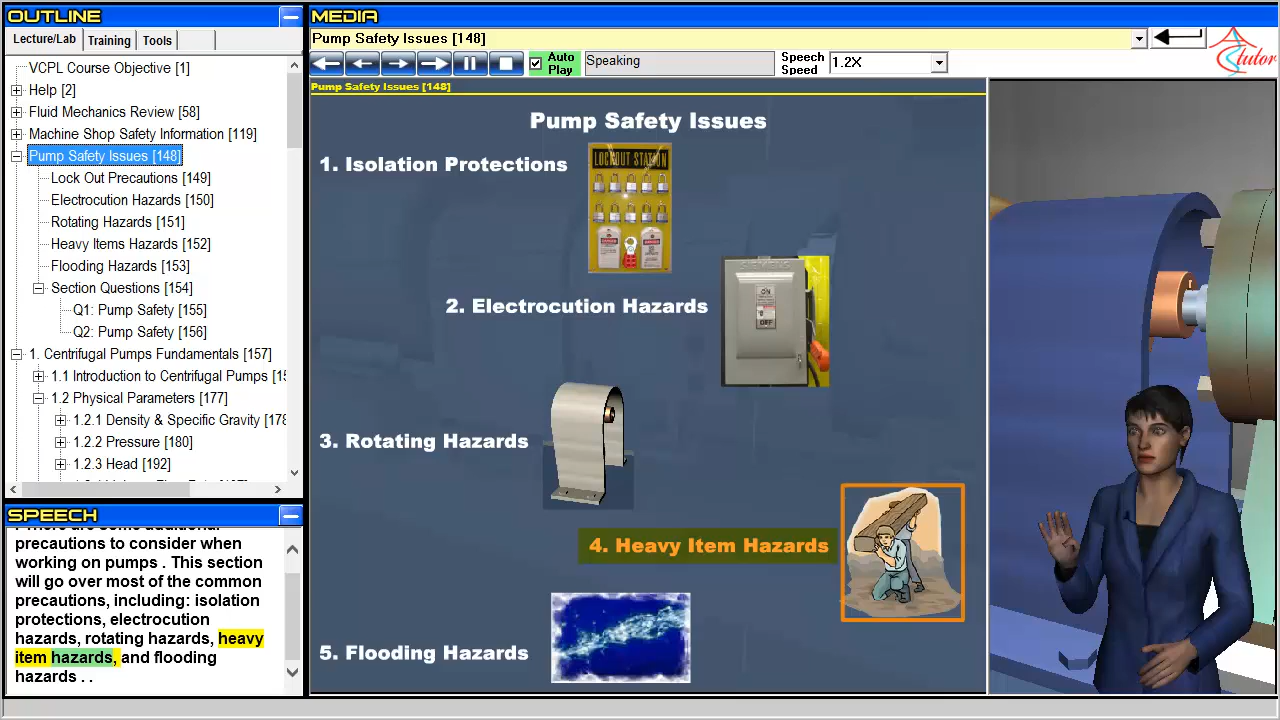 OUTLINE
Lecture/Lab Training Tools
VCPL Course Objective [1]
Help [2]
Fluid Mechanics Review [58]
Machine Shop Safety Information [119]
Pump Safety Issues [148]
Lock Out Precautions [149]
Electrocution Hazards [150]
Rotating Hazards [151]
Heavy Items Hazards [152]
Flooding Hazards [153]
Section Questions [154]
Q1: Pump Safety [155]
Q2: Pump Safety [156]
1. Centrifugal Pumps Fundamentals [157]
1.1 Introduction to Centrifugal Pumps [15
1.2 Physical Parameters [177]
1.2.1 Density & Specific Gravity [178
1.2.2 Pressure [180]
1.2.3 Head [192]
SPEECH
precautions to consider when
working on pumps . This section
will go over most of the common
precautions, including: isolation
protections, electrocution
hazards, rotating hazards, heavy
item hazards, and flooding
hazards . .
MEDIA
Pump Safety Issues [148]
Auto
Play
Speaking
Speech
Speed
1.2X
tutor
Pump Safety Issues [148]
Pump Safety Issues
1. Isolation Protections
LOCKOUT STATION
2. Electrocution Hazards
SIEMENS
ON
OFF
3. Rotating Hazards
4. Heavy Item Hazards
5. Flooding Hazards